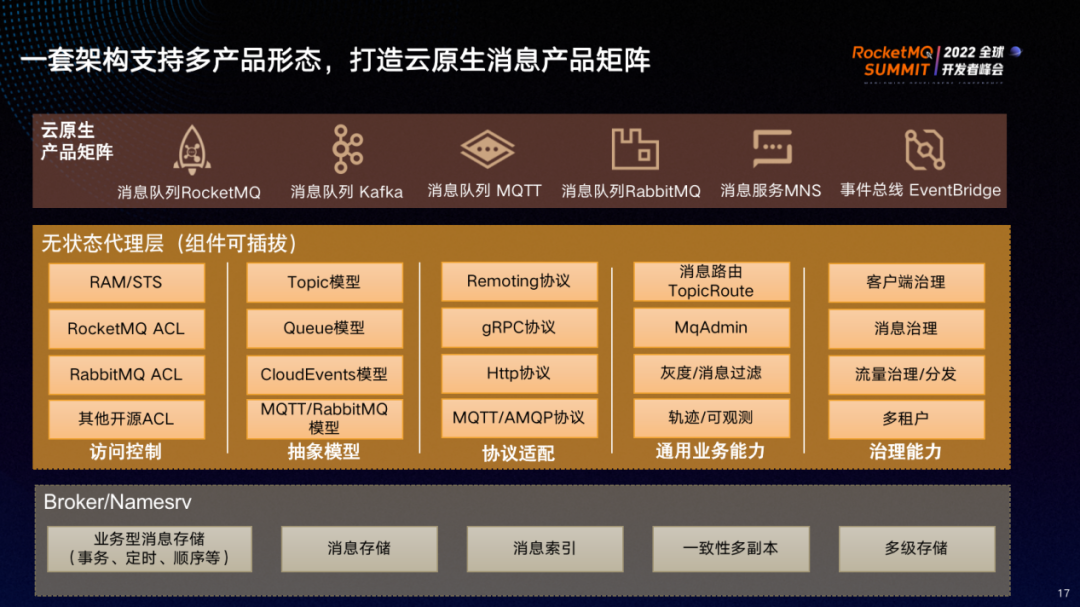 一套架构支持多产品形态，打造云原生消息产品矩阵
RocketMQ 2022 全球
SUMMIT 开发者峰会
云原生
产品矩阵
消息队列RocketMQ
消息队列 Kafka
消息队列 MQTT
消息队列RabbitMQ
消息服务MNS
事件总线 EventBridge
无状态代理层（组件可插拔）
RAM/STS
RocketMQ ACL
RabbitMQ ACL
其他开源ACL
访问控制
Topic模型
Queue模型
CloudEvents模型
MQTT/RabbitMQ
模型
抽象模型
Remoting协议
gRPC协议
Http协议
MQTT/AMQP协议
协议适配
消息路由
TopicRoute
MqAdmin
灰度/消息过滤
轨迹/可观测
通用业务能力
客户端治理
消息治理
流量治理/分发
多租户
治理能力
Broker/Namesrv
业务型消息存储
（事务、定时、顺序等）
消息存储
消息索引
一致性多副本
多级存储
17